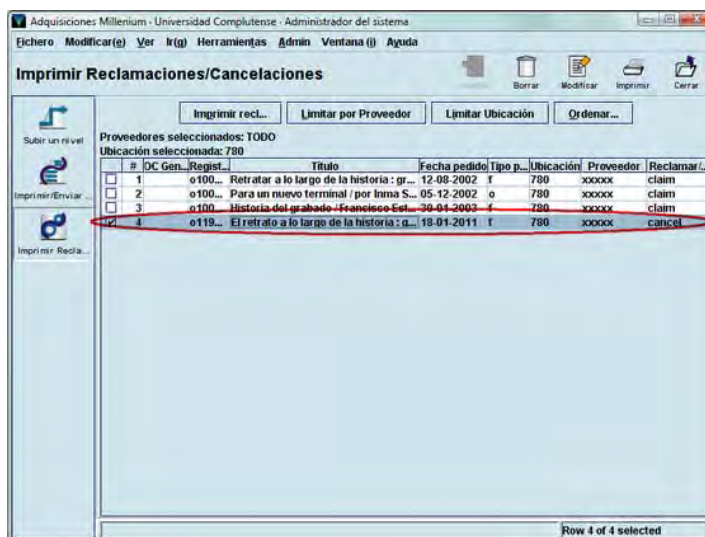 Adquisiciones Millenium - Universidad Complutense - Administrador del sistema
Fichero Modificar(e) Ver Ir(g) Herramientas Admin Ventana (j) Ayuda
Imprimir Reclamaciones/Cancelaciones
Borrar Modificar Imprimir Cerrar
Subir un nivel
Imprimir/Enviar ...
Imprimir Recla...
Imprimir recl... Limitar por Proveedor Limitar Ubicación Ordenar...
Proveedores seleccionados: TODO
Ubicación seleccionada: 780
# OC Gen... Regist... Título Fecha pedido Tipo p... Ubicación Proveedor Reclamar/...
1 o100... Retratar a lo largo de la historia : gr... 12-08-2002 f 780 xxxxx claim
2 o100... Para un nuevo terminal / por Inma S... 05-12-2002 o 780 xxxxx claim
3 o100... Historia del grabado / Francisco Est... 30-01-2003 f 780 xxxxx claim
4 o119... El retrato a lo largo de la historia : g... 18-01-2011 f 780 xxxxx cancel
Row 4 of 4 selected